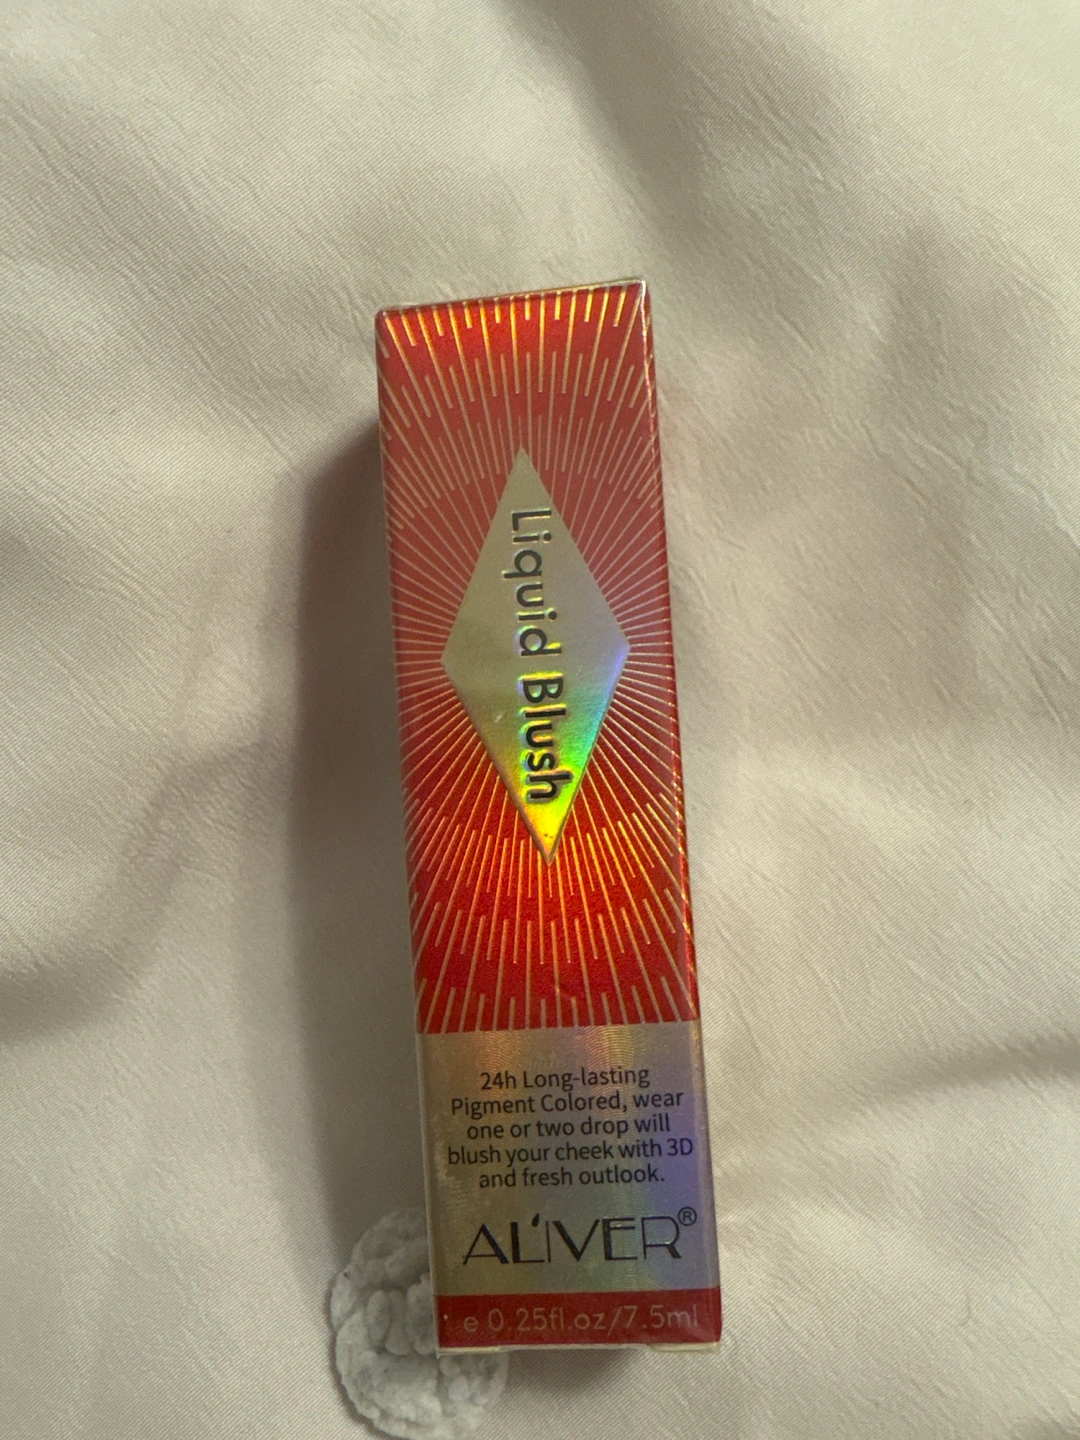 Liquid Blush
24h Long-lasting
Pigment Colored, wear
one or two drop will
blush your cheek with 3D
and fresh outlook.
AL'IVER®
e 0.25fl.oz/7.5ml